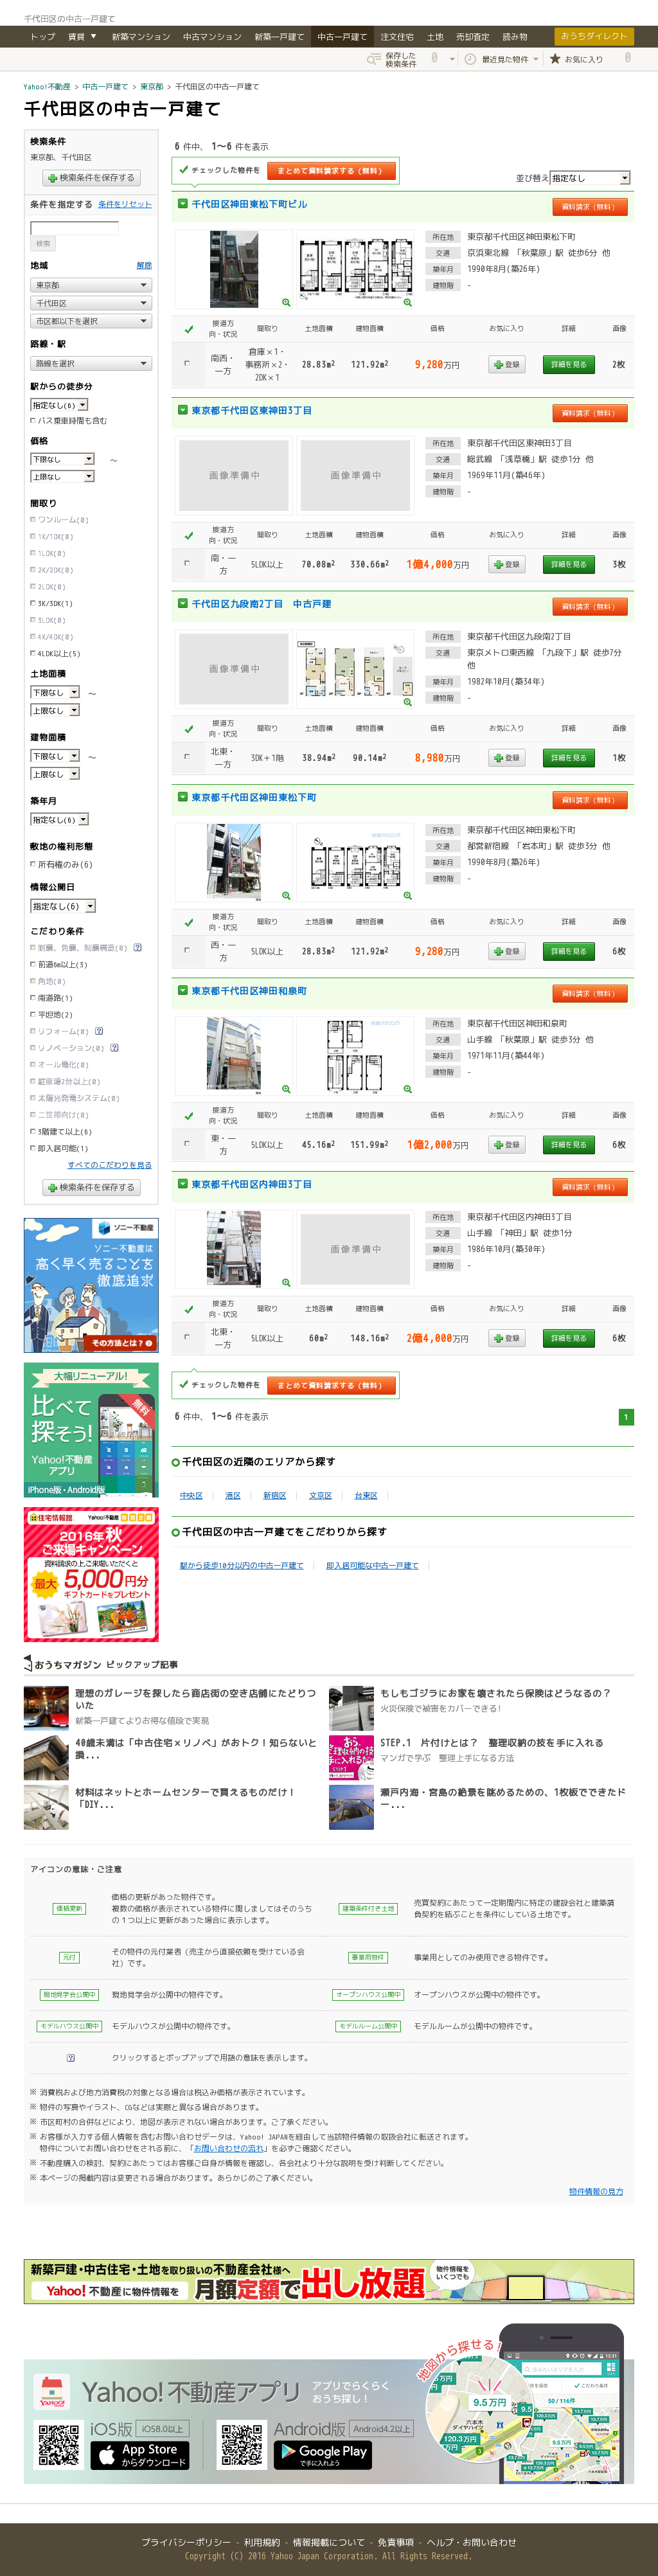 千代田区の中古一戸建て
トップ 賃貸 ▼ 新築マンション 中古マンション 新築一戸建て 中古一戸建て 注文住宅 土地 売却査定 読み物 おうちダイレクト
保存した検索条件 0 最近見た物件 お気に入り 0
Yahoo!不動産 > 中古一戸建て > 東京都 > 千代田区の中古一戸建て
千代田区の中古一戸建て
検索条件
東京都、千代田区
検索条件を保存する
条件を指定する 条件をリセット
検索
地域 解除
東京都
千代田区
市区郡以下を選択
路線・駅
路線を選択
駅からの徒歩分
指定なし(6)
バス乗車時間も含む
価格
下限なし ～
上限なし
間取り
ワンルーム(0)
1K/1DK(0)
1LDK(0)
2K/2DK(0)
2LDK(0)
3K/3DK(1)
3LDK(0)
4K/4DK(0)
4LDK以上(5)
土地面積
下限なし ～
上限なし
建物面積
下限なし ～
上限なし
築年月
指定なし(6)
敷地の権利形態
所有権のみ(6)
情報公開日
指定なし(6)
こだわり条件
耐震、免震、制震構造(0)
前道6m以上(3)
角地(0)
南道路(1)
平坦地(2)
リフォーム(0)
リノベーション(0)
オール電化(0)
駐車場2台以上(0)
太陽光発電システム(0)
二世帯向け(0)
3階建て以上(6)
即入居可能(1)
すべてのこだわりを見る
検索条件を保存する
ソニー不動産
ソニー不動産は
高く早く売ることを
徹底追求
その方法とは？
大幅リニューアル!
比べて
探そう!
無料
Yahoo!不動産
アプリ
iPhone版・Android版
住宅情報館 Yahoo!不動産
2016年秋
ご来場キャンペーン
資料請求の上、ご来場いただくと
最大 5,000円分
ギフトカードをプレゼント
6 件中、 1～6 件を表示
チェックした物件を まとめて資料請求する（無料）
並び替え 指定なし
千代田区神田東松下町ビル 資料請求（無料）
所在地 東京都千代田区神田東松下町
交通 京浜東北線 「秋葉原」駅 徒歩6分 他
築年月 1990年8月(築26年)
建物階 -
接道方向・状況 間取り 土地面積 建物面積 価格 お気に入り 詳細 画像
南西・一方 倉庫×1・事務所×2・2DK×1 28.83m² 121.92m² 9,280万円 登録 詳細を見る 2枚
東京都千代田区東神田3丁目 資料請求（無料）
画像準備中 画像準備中
所在地 東京都千代田区東神田3丁目
交通 総武線 「浅草橋」駅 徒歩1分 他
築年月 1969年11月(築46年)
建物階 -
接道方向・状況 間取り 土地面積 建物面積 価格 お気に入り 詳細 画像
南・一方 5LDK以上 70.08m² 330.66m² 1億4,000万円 登録 詳細を見る 3枚
千代田区九段南2丁目 中古戸建 資料請求（無料）
画像準備中
所在地 東京都千代田区九段南2丁目
交通 東京メトロ東西線 「九段下」駅 徒歩7分 他
築年月 1982年10月(築34年)
建物階 -
接道方向・状況 間取り 土地面積 建物面積 価格 お気に入り 詳細 画像
北東・一方 3DK＋1階 38.94m² 90.14m² 8,980万円 登録 詳細を見る 1枚
東京都千代田区神田東松下町 資料請求（無料）
所在地 東京都千代田区神田東松下町
交通 都営新宿線 「岩本町」駅 徒歩3分 他
築年月 1990年8月(築26年)
建物階 -
接道方向・状況 間取り 土地面積 建物面積 価格 お気に入り 詳細 画像
西・一方 5LDK以上 28.83m² 121.92m² 9,280万円 登録 詳細を見る 6枚
東京都千代田区神田和泉町 資料請求（無料）
所在地 東京都千代田区神田和泉町
交通 山手線 「秋葉原」駅 徒歩3分 他
築年月 1971年11月(築44年)
建物階 -
接道方向・状況 間取り 土地面積 建物面積 価格 お気に入り 詳細 画像
東・一方 5LDK以上 45.16m² 151.99m² 1億2,000万円 登録 詳細を見る 6枚
東京都千代田区内神田3丁目 資料請求（無料）
画像準備中
所在地 東京都千代田区内神田3丁目
交通 山手線 「神田」駅 徒歩1分
築年月 1986年10月(築30年)
建物階 -
接道方向・状況 間取り 土地面積 建物面積 価格 お気に入り 詳細 画像
北東・一方 5LDK以上 60m² 148.16m² 2億4,000万円 登録 詳細を見る 6枚
チェックした物件を まとめて資料請求する（無料）
6 件中、 1～6 件を表示 1
千代田区の近隣のエリアから探す
中央区 港区 新宿区 文京区 台東区
千代田区の中古一戸建てをこだわりから探す
駅から徒歩10分以内の中古一戸建て 即入居可能な中古一戸建て
おうちマガジン ピックアップ記事
理想のガレージを探したら商店街の空き店舗にたどりついた
新築一戸建てよりお得な値段で実現
もしもゴジラにお家を壊されたら保険はどうなるの？
火災保険で被害をカバーできる!
40歳未満は「中古住宅×リノベ」がおトク！知らないと損...
STEP.1 片付けとは？ 整理収納の技を手に入れる
マンガで学ぶ 整理上手になる方法
材料はネットとホームセンターで買えるものだけ！「DIY...
瀬戸内海・宮島の絶景を眺めるための、1枚板でできたドー...
アイコンの意味・ご注意
価格更新 価格の更新があった物件です。
複数の価格が表示されている物件に関しましてはそのうちの１つ以上に更新があった場合に表示します。
建築条件付き土地 売買契約にあたって一定期間内に特定の建設会社と建築請負契約を結ぶことを条件にしている土地です。
元付 その物件の元付業者（売主から直接依頼を受けている会社）です。
事業用物件 事業用としてのみ使用できる物件です。
現地見学会公開中 現地見学会が公開中の物件です。
オープンハウス公開中 オープンハウスが公開中の物件です。
モデルハウス公開中 モデルハウスが公開中の物件です。
モデルルーム公開中 モデルルームが公開中の物件です。
クリックするとポップアップで用語の意味を表示します。
※ 消費税および地方消費税の対象となる場合は税込み価格が表示されています。
※ 物件の写真やイラスト、CGなどは実際と異なる場合があります。
※ 市区町村の合併などにより、地図が表示されない場合があります。ご了承ください。
※ お客様が入力する個人情報を含むお問い合わせデータは、Yahoo! JAPANを経由して当該物件情報の取扱会社に転送されます。
物件についてお問い合わせをされる前に、「お問い合わせの流れ」を必ずご確認ください。
※ 不動産購入の検討、契約にあたってはお客様ご自身が情報を確認し、各会社より十分な説明を受け判断してください。
※ 本ページの掲載内容は変更される場合があります。あらかじめご了承ください。
物件情報の見方
新築戸建・中古住宅・土地を取り扱いの不動産会社様へ
Yahoo!不動産に物件情報を 月額定額で出し放題
物件情報をいくつでも
Yahoo!不動産アプリ アプリでらくらくおうち探し！
iOS版 iOS8.0以上
App Store からダウンロード
Android版 Android4.2以上
Google Play で手に入れよう
地図から探せる!
9.5万円
六本木
ダイヤハイツ
120.3万円
プライバシーポリシー - 利用規約 - 情報掲載について - 免責事項 - ヘルプ・お問い合わせ
Copyright (C) 2016 Yahoo Japan Corporation. All Rights Reserved.